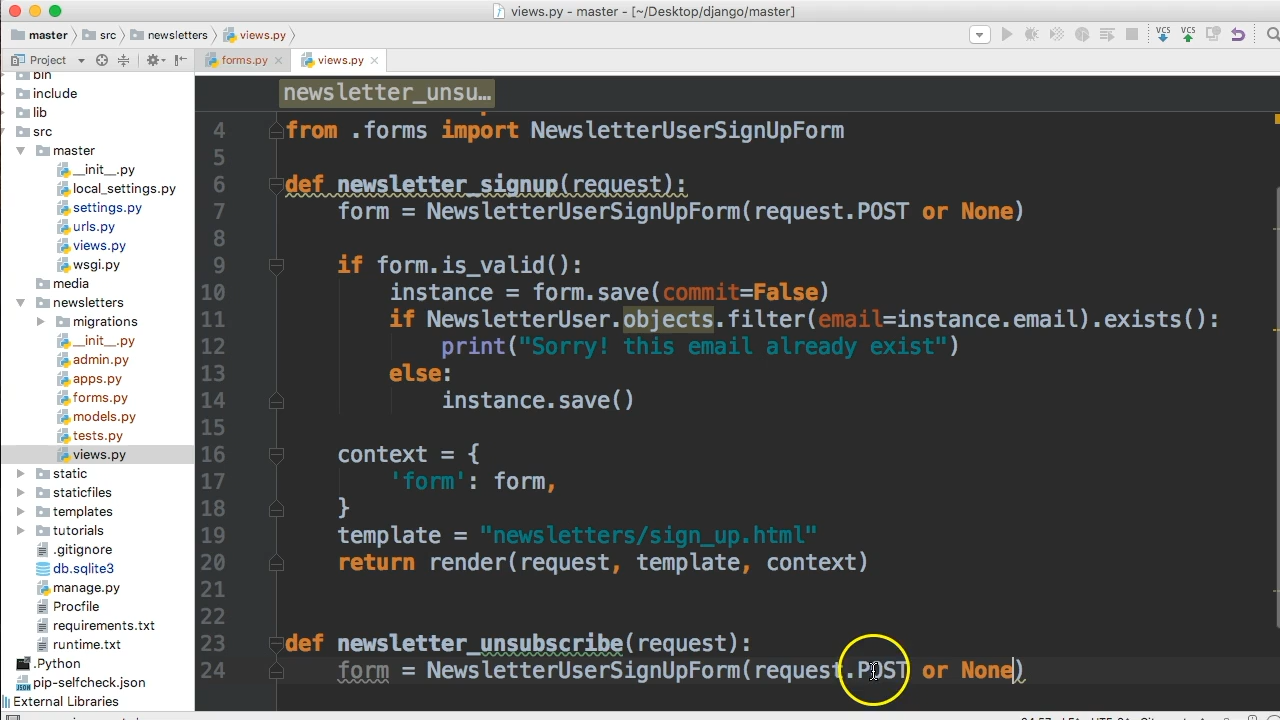 views.py - master - [~/Desktop/django/master]
master src newsletters views.py
VCS VCS
Project
forms.py views.py
bin
include
lib
src
master
__init__.py
local_settings.py
settings.py
urls.py
views.py
wsgi.py
media
newsletters
migrations
__init__.py
admin.py
apps.py
forms.py
models.py
tests.py
views.py
static
staticfiles
templates
tutorials
.gitignore
db.sqlite3
manage.py
Procfile
requirements.txt
runtime.txt
.Python
pip-selfcheck.json
External Libraries
newsletter_unsu…
4 from .forms import NewsletterUserSignUpForm
5
6 def newsletter_signup(request):
7 form = NewsletterUserSignUpForm(request.POST or None)
8
9 if form.is_valid():
10 instance = form.save(commit=False)
11 if NewsletterUser.objects.filter(email=instance.email).exists():
12 print("Sorry! this email already exist")
13 else:
14 instance.save()
15
16 context = {
17 'form': form,
18 }
19 template = "newsletters/sign_up.html"
20 return render(request, template, context)
21
22
23 def newsletter_unsubscribe(request):
24 form = NewsletterUserSignUpForm(request.POST or None)